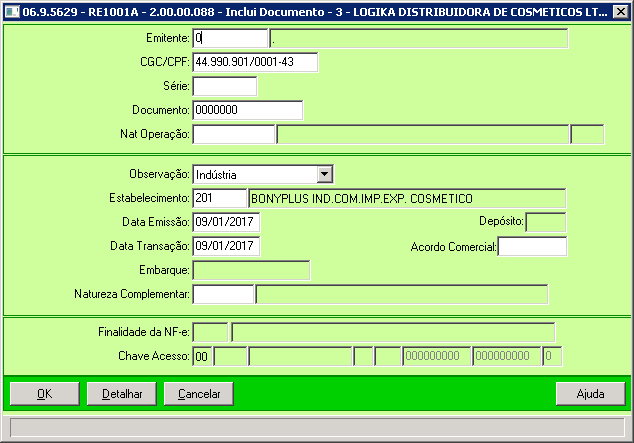 06.9.5629 - RE1001A - 2.00.00.088 - Inclui Documento - 3 - LOGIKA DISTRIBUIDORA DE COSMETICOS LT...
Emitente: 0 .
CGC/CPF: 44.990.901/0001-43
Série:
Documento: 0000000
Nat Operação:
Observação: Indústria
Estabelecimento: 201 BONYPLUS IND.COM.IMP.EXP. COSMETICO
Data Emissão: 09/01/2017 Depósito:
Data Transação: 09/01/2017 Acordo Comercial:
Embarque:
Natureza Complementar:
Finalidade da NF-e:
Chave Acesso: 00 000000000 000000000 0
OK Detalhar Cancelar Ajuda